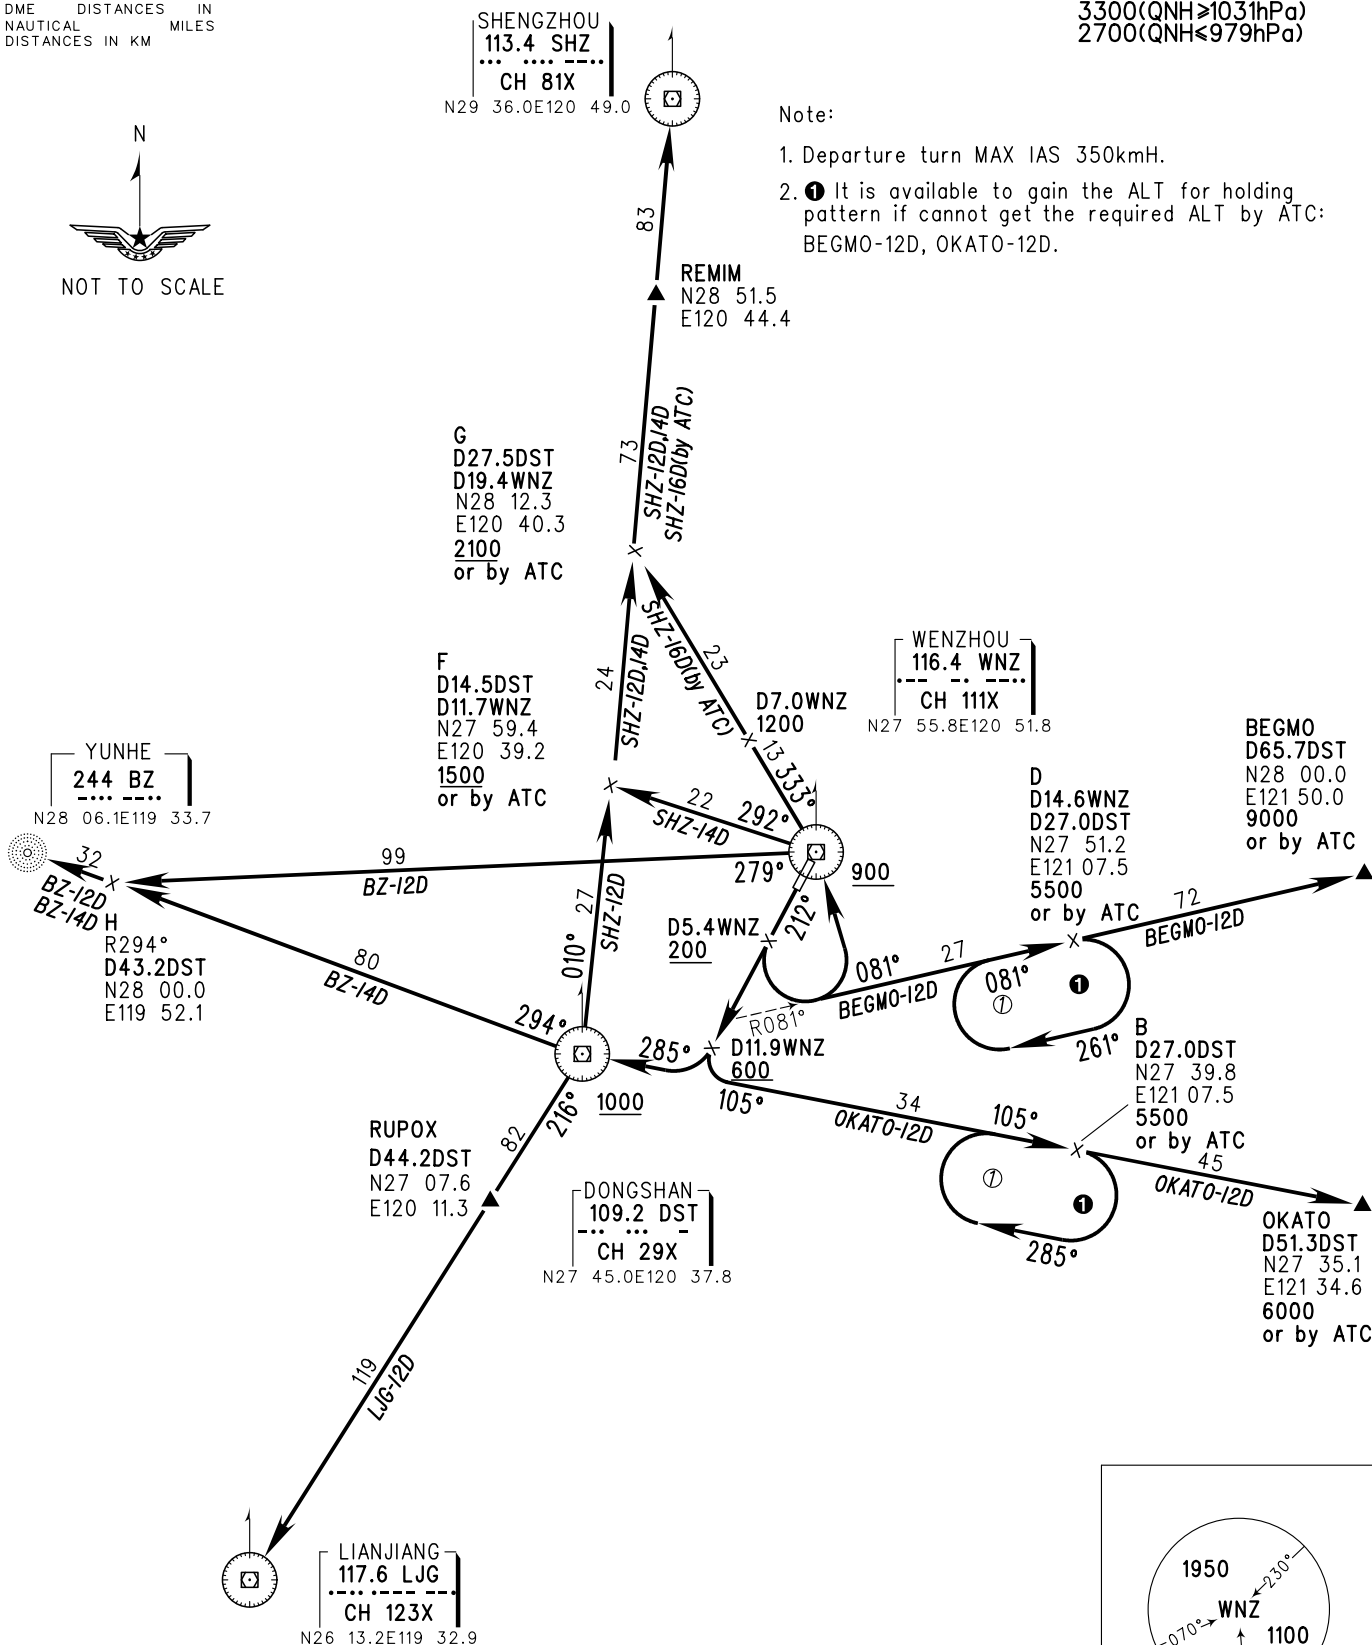 DME DISTANCES IN
NAUTICAL MILES
DISTANCES IN KM
3300(QNH≥1031hPa)
2700(QNH≤979hPa)
SHENGZHOU
113.4 SHZ
CH 81X
N29 36.0E120 49.0
N
NOT TO SCALE
Note:
1. Departure turn MAX IAS 350kmH.
2. ❶ It is available to gain the ALT for holding
pattern if cannot get the required ALT by ATC:
BEGMO-12D, OKATO-12D.
83
REMIM
N28 51.5
E120 44.4
73
SHZ-12D,14D
SHZ-16D(by ATC)
G
D27.5DST
D19.4WNZ
N28 12.3
E120 40.3
2100
or by ATC
SHZ-16D(by ATC)
23
24
SHZ-12D,14D
F
D14.5DST
D11.7WNZ
N27 59.4
E120 39.2
1500
or by ATC
WENZHOU
116.4 WNZ
CH 111X
N27 55.8E120 51.8
D7.0WNZ
1200
13
333°
YUNHE
244 BZ
N28 06.1E119 33.7
22
292°
SHZ-14D
BEGMO
D65.7DST
N28 00.0
E121 50.0
9000
or by ATC
D
D14.6WNZ
D27.0DST
N27 51.2
E121 07.5
5500
or by ATC
32
BZ-12D
BZ-14D
99
BZ-12D
279°
900
H
R294°
D43.2DST
N28 00.0
E119 52.1
80
BZ-14D
27
SHZ-12D
010°
212°
D5.4WNZ
200
081°
27
BEGMO-12D
081°
❶
①
261°
72
BEGMO-12D
R081°
294°
285°
D11.9WNZ
600
105°
1000
216°
34
OKATO-12D
105°
B
D27.0DST
N27 39.8
E121 07.5
5500
or by ATC
①
❶
285°
45
OKATO-12D
RUPOX
D44.2DST
N27 07.6
E120 11.3
82
DONGSHAN
109.2 DST
CH 29X
N27 45.0E120 37.8
OKATO
D51.3DST
N27 35.1
E121 34.6
6000
or by ATC
119
LJG-12D
LIANJIANG
117.6 LJG
CH 123X
N26 13.2E119 32.9
1950
230°
WNZ
070°
1100